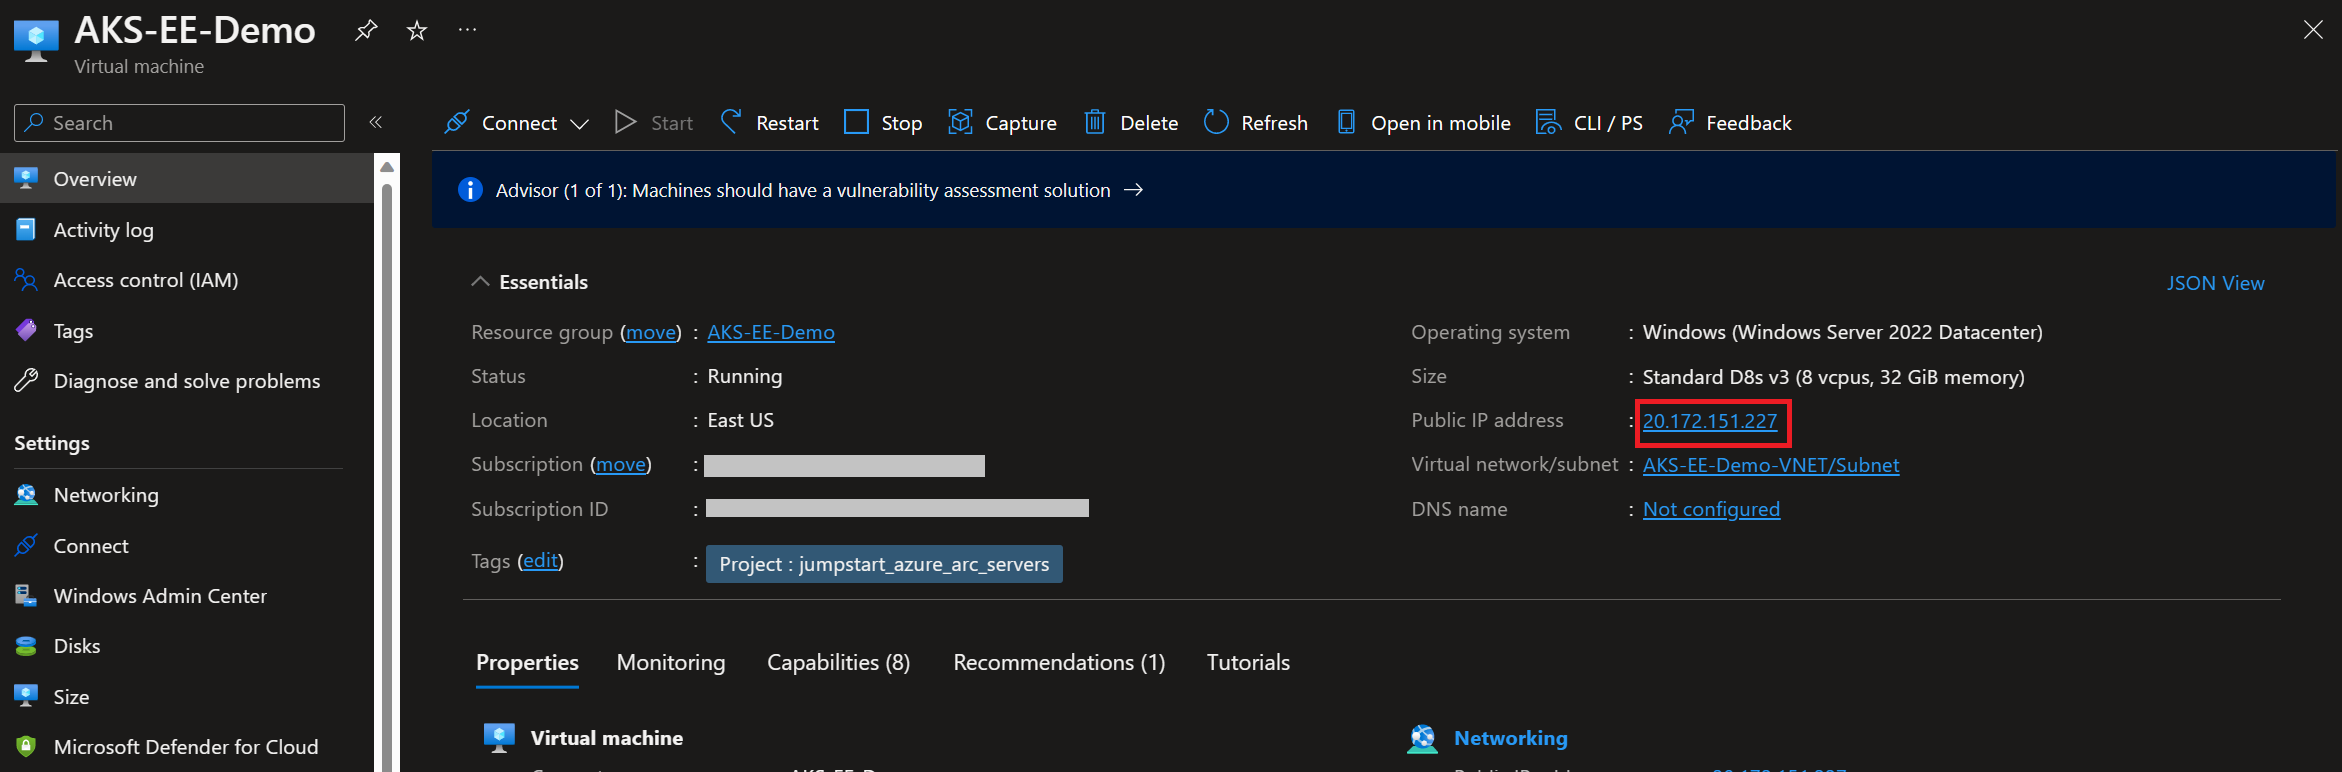 AKS-EE-Demo
Virtual machine
Search
Connect
Start
Restart
Stop
Capture
Delete
Refresh
Open in mobile
CLI / PS
Feedback
Overview
Activity log
Access control (IAM)
Tags
Diagnose and solve problems
Settings
Networking
Connect
Windows Admin Center
Disks
Size
Microsoft Defender for Cloud
Advisor (1 of 1): Machines should have a vulnerability assessment solution →
Essentials
JSON View
Resource group (move) : AKS-EE-Demo
Status : Running
Location : East US
Subscription (move) :
Subscription ID :
Tags (edit) : Project : jumpstart_azure_arc_servers
Operating system : Windows (Windows Server 2022 Datacenter)
Size : Standard D8s v3 (8 vcpus, 32 GiB memory)
Public IP address : 20.172.151.227
Virtual network/subnet : AKS-EE-Demo-VNET/Subnet
DNS name : Not configured
Properties
Monitoring
Capabilities (8)
Recommendations (1)
Tutorials
Virtual machine
Networking